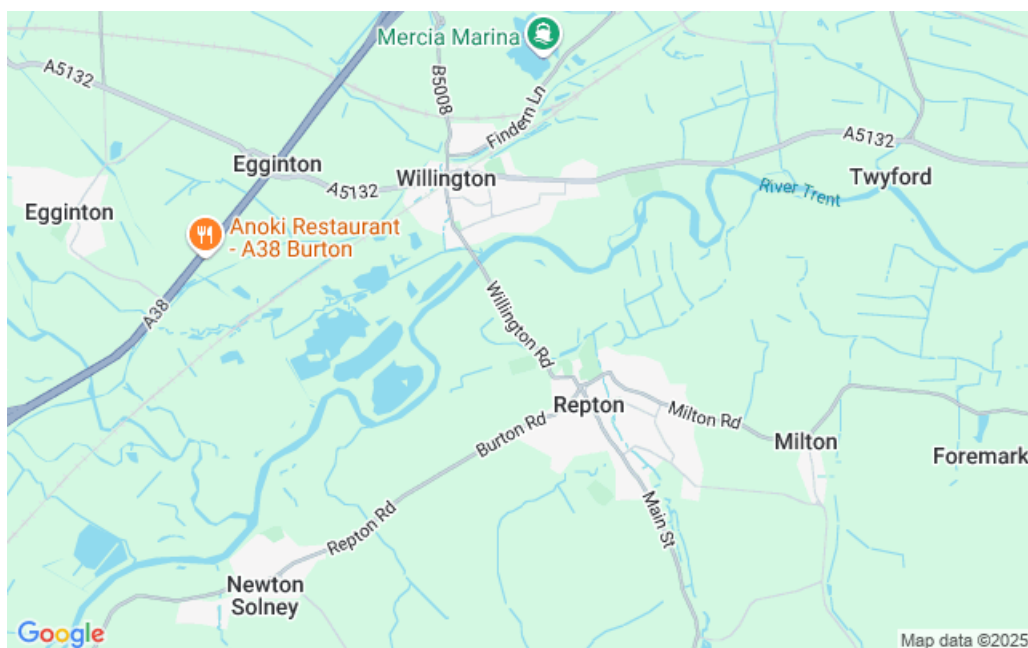 Mercia Marina
A5132
B5008
Findern Ln
A5132
Egginton
Willington
A5132
Twyford
River Trent
Egginton
Anoki Restaurant
- A38 Burton
A38
Willington Rd
Repton
Milton Rd
Burton Rd
Milton
Foremark
Repton Rd
Main St
Newton
Solney
Google
Map data ©2025